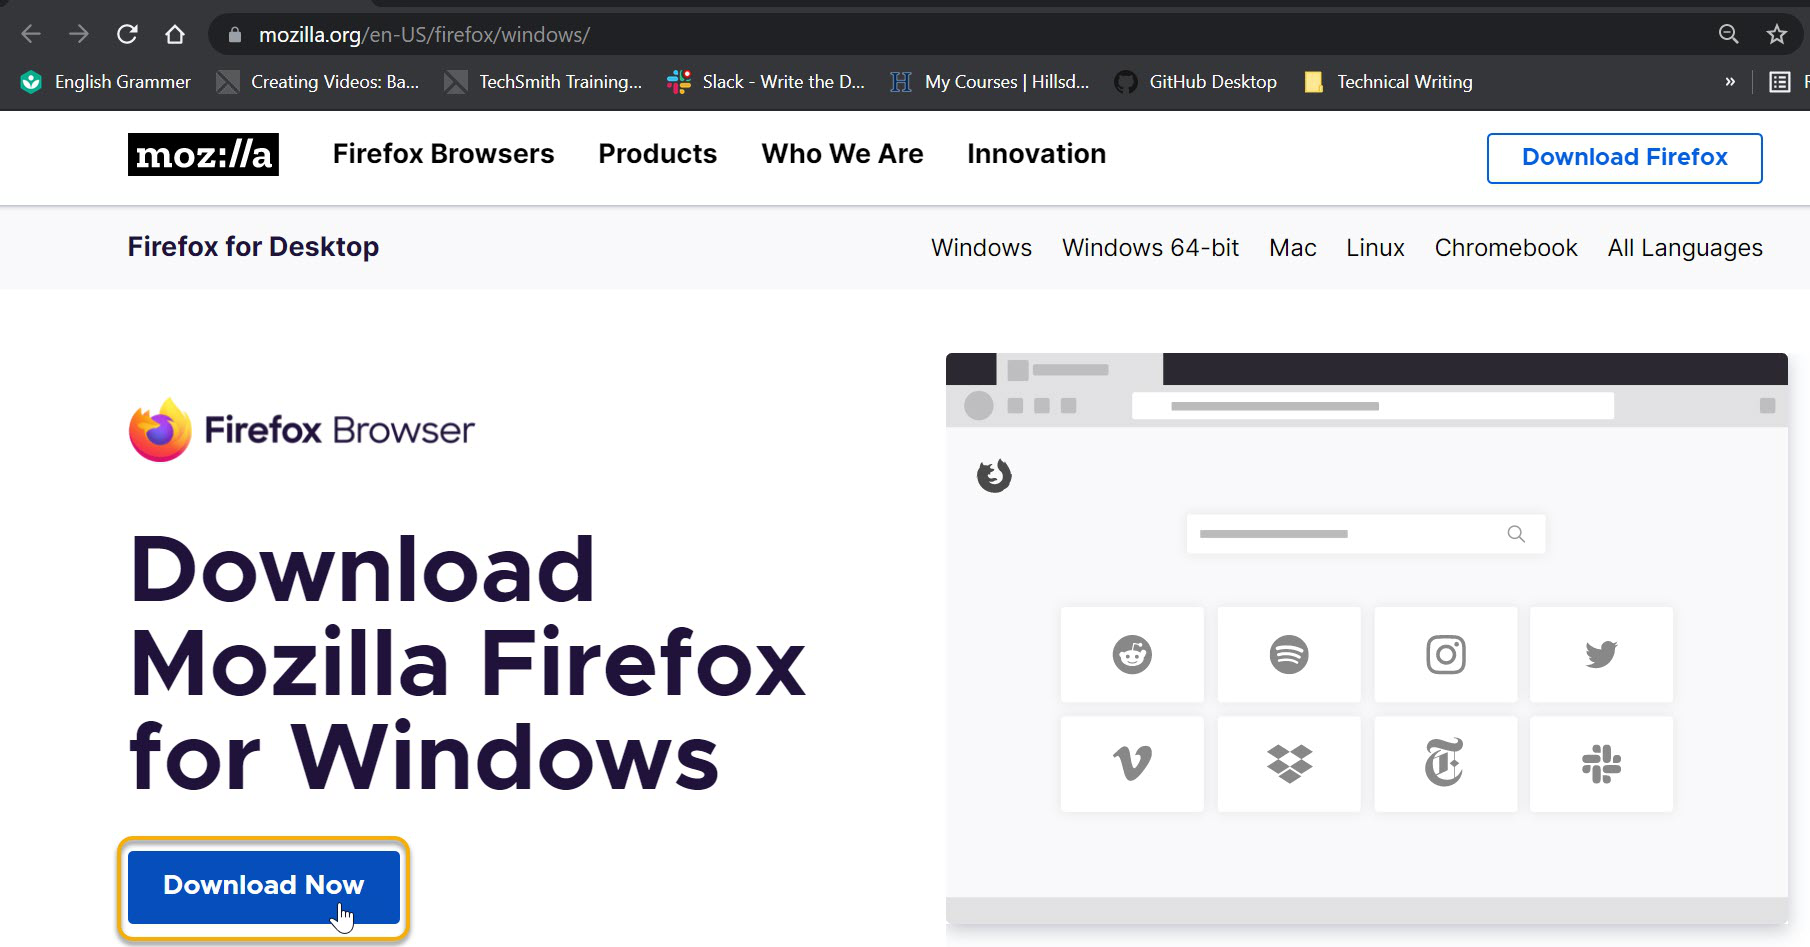 mozilla.org/en-US/firefox/windows/
English Grammer Creating Videos: Ba... TechSmith Training... Slack - Write the D... H My Courses | Hillsd... GitHub Desktop Technical Writing »
moz://a Firefox Browsers Products Who We Are Innovation Download Firefox
Firefox for Desktop Windows Windows 64-bit Mac Linux Chromebook All Languages
Firefox Browser
Download
Mozilla Firefox
for Windows
Download Now